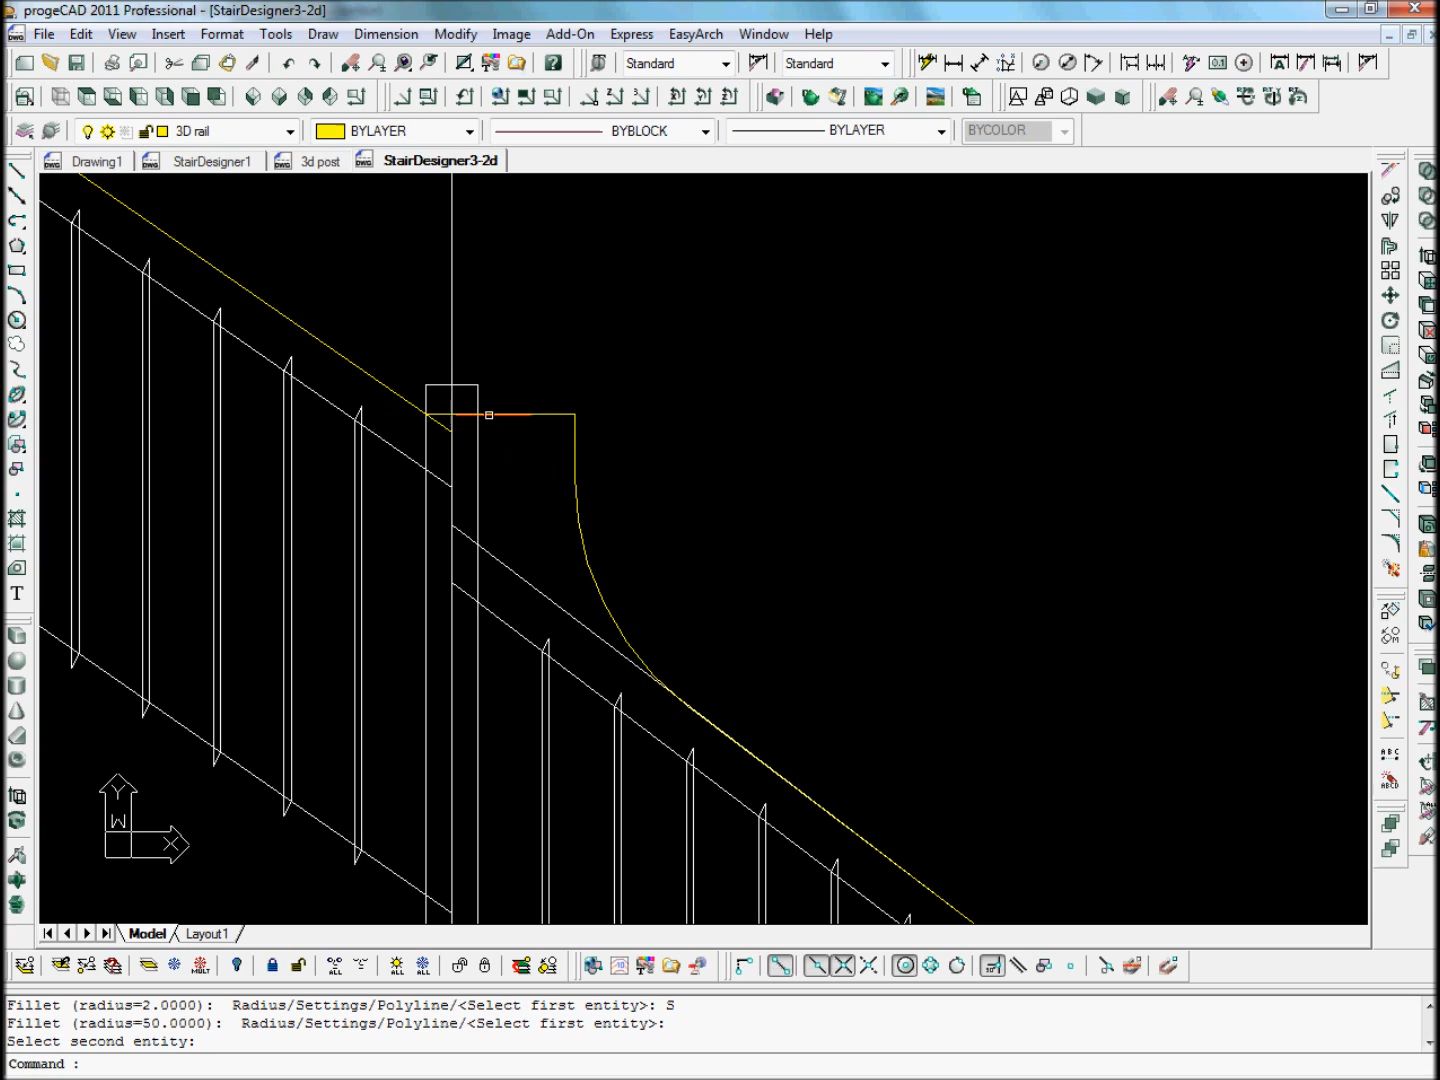 progeCAD 2011 Professional - [StairDesigner3-2d]
File Edit View Insert Format Tools Draw Dimension Modify Image Add-On Express EasyArch Window Help
Standard Standard
3D rail BYLAYER BYBLOCK BYLAYER BYCOLOR
Drawing1 StairDesigner1 3d post StairDesigner3-2d
T
Y
W
X
Model Layout1
Fillet (radius=2.0000):  Radius/Settings/Polyline/<Select first entity>: S
Fillet (radius=50.0000):  Radius/Settings/Polyline/<Select first entity>:
Select second entity:
Command :